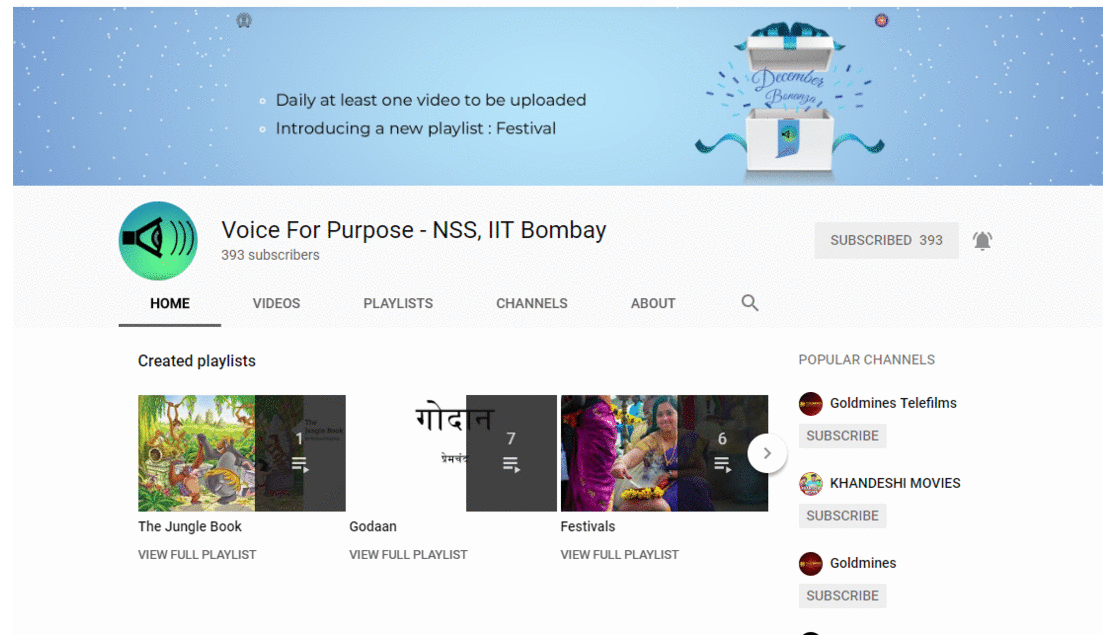 Daily at least one video to be uploaded
Introducing a new playlist : Festival
December
Bonanza
Voice For Purpose - NSS, IIT Bombay
393 subscribers
SUBSCRIBED 393
HOME VIDEOS PLAYLISTS CHANNELS ABOUT
Created playlists
The
Jungle Book
1
गोदान
प्रेमचंद
7
6
The Jungle Book
Godaan
Festivals
VIEW FULL PLAYLIST
VIEW FULL PLAYLIST
VIEW FULL PLAYLIST
POPULAR CHANNELS
Goldmines Telefilms
SUBSCRIBE
KHANDESHI MOVIES
SUBSCRIBE
Goldmines
SUBSCRIBE